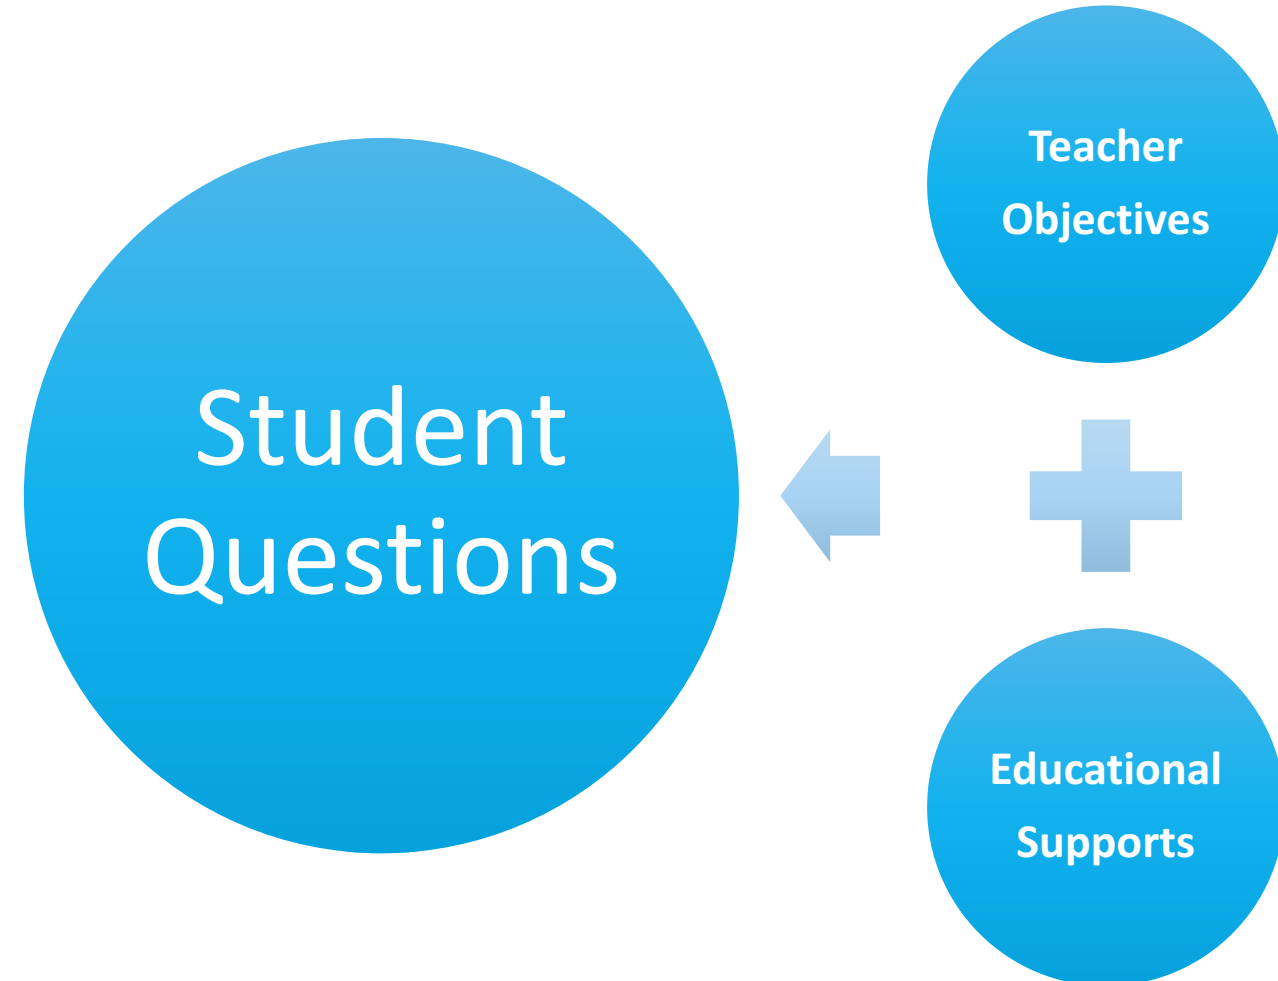 Student
Questions
Teacher
Objectives
Educational
Supports